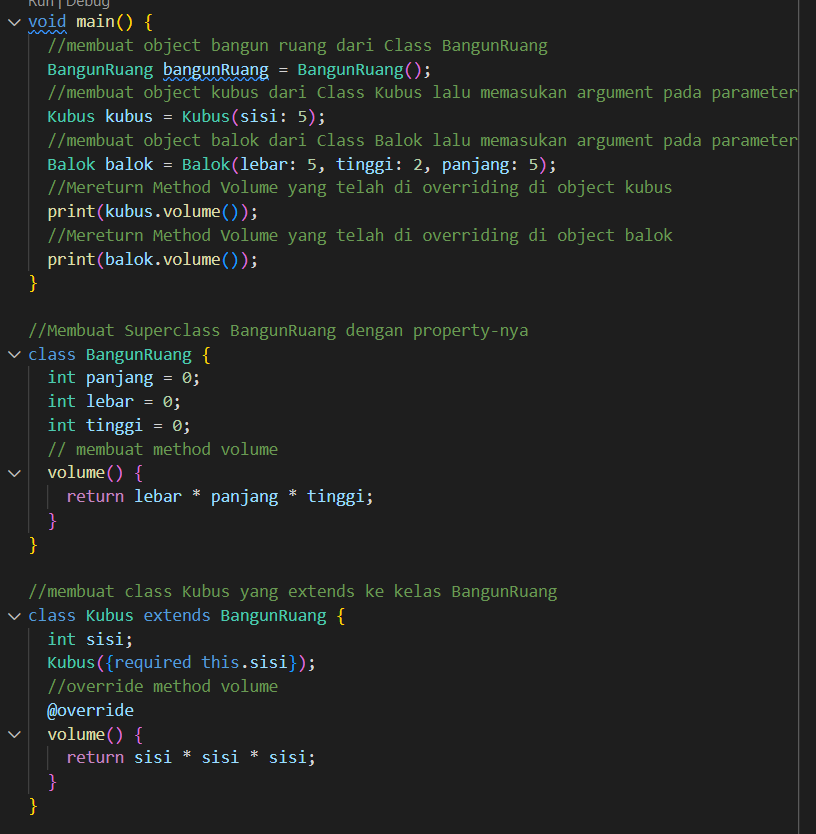 Run | Debug
void main() {
//membuat object bangun ruang dari Class BangunRuang
BangunRuang bangunRuang = BangunRuang();
//membuat object kubus dari Class Kubus lalu memasukan argument pada parameter
Kubus kubus = Kubus(sisi: 5);
//membuat object balok dari Class Balok lalu memasukan argument pada parameter
Balok balok = Balok(lebar: 5, tinggi: 2, panjang: 5);
//Mereturn Method Volume yang telah di overriding di object kubus
print(kubus.volume());
//Mereturn Method Volume yang telah di overriding di object balok
print(balok.volume());
}
//Membuat Superclass BangunRuang dengan property-nya
class BangunRuang {
int panjang = 0;
int lebar = 0;
int tinggi = 0;
// membuat method volume
volume() {
return lebar * panjang * tinggi;
}
}
//membuat class Kubus yang extends ke kelas BangunRuang
class Kubus extends BangunRuang {
int sisi;
Kubus({required this.sisi});
//override method volume
@override
volume() {
return sisi * sisi * sisi;
}
}